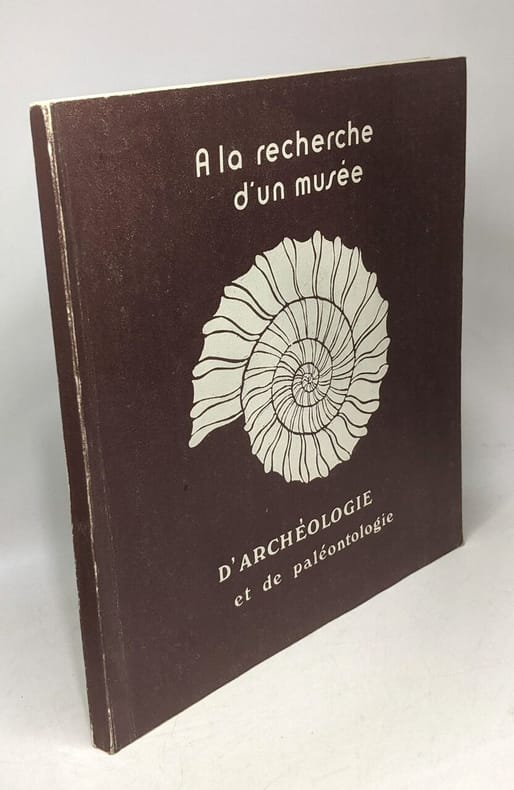 A la recherche
d'un musée
D'ARCHÉOLOGIE
et de paléontologie